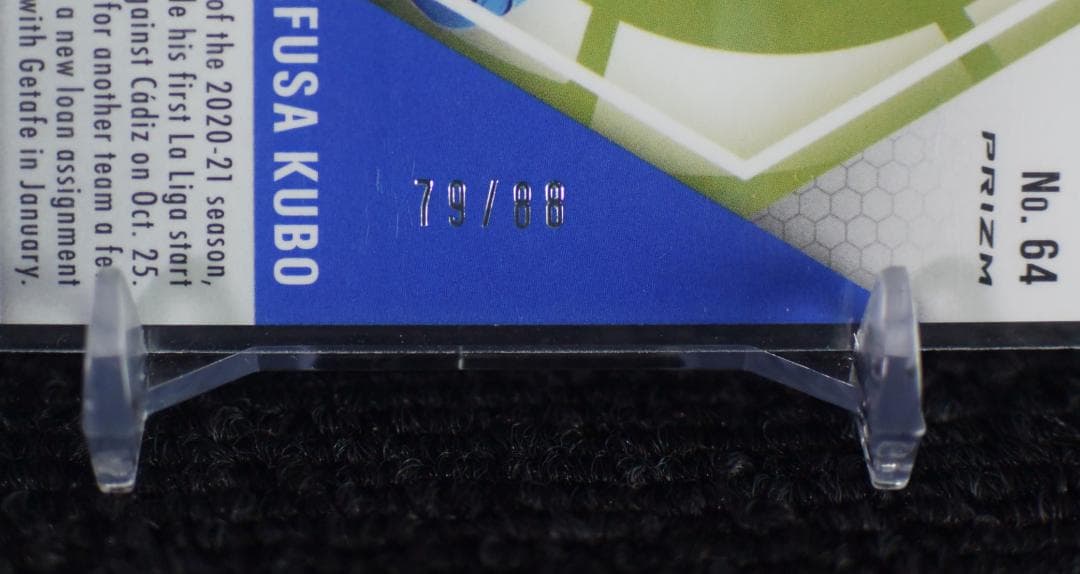 No. 64
PRIZM
79/88
FUSA KUBO
of the 2020-21 season,
his first La Liga start
against Cádiz on Oct. 25.
for another team a
a new loan assignment
with Getafe in January.